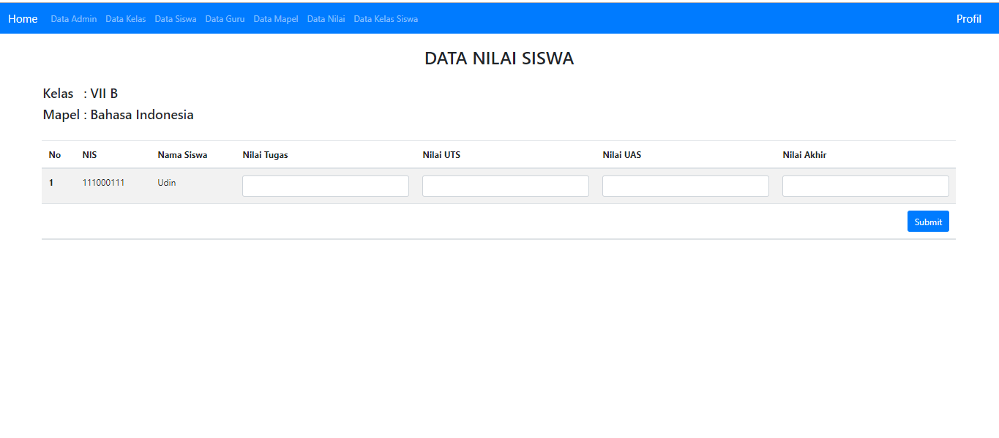 Home Data Admin Data Kelas Data Siswa Data Guru Data Mapel Data Nilai Data Kelas Siswa Profil
DATA NILAI SISWA
Kelas : VII B
Mapel : Bahasa Indonesia
No NIS Nama Siswa Nilai Tugas Nilai UTS Nilai UAS Nilai Akhir
1 111000111 Udin
Submit